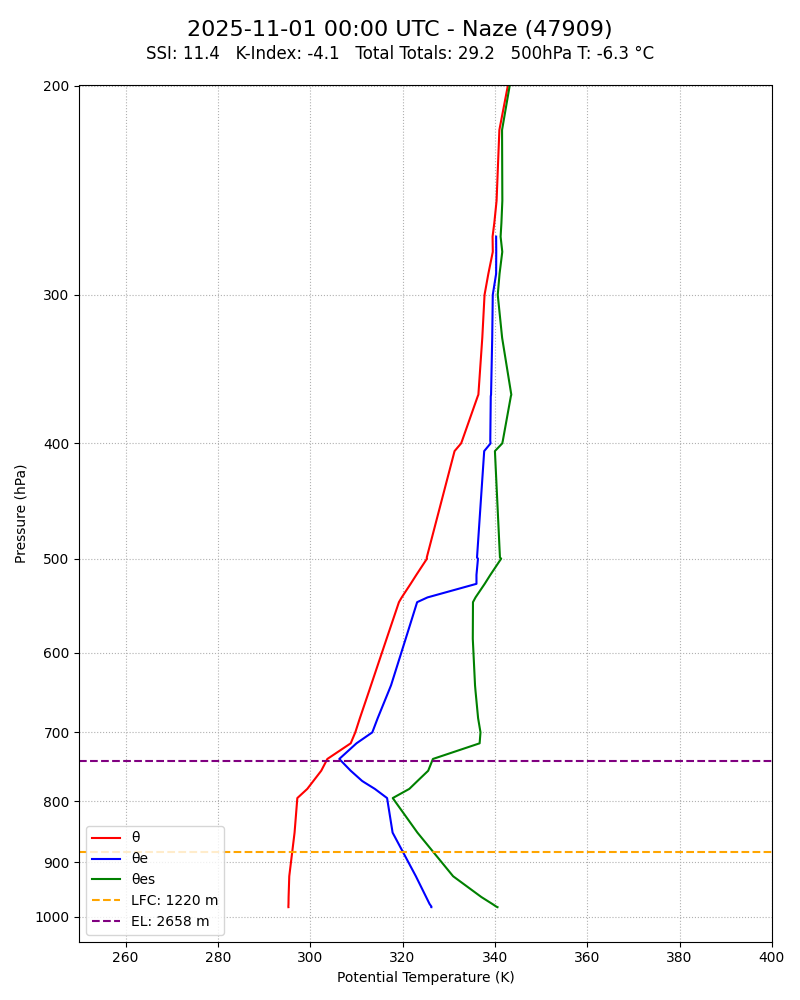 2025-11-01 00:00 UTC - Naze (47909)
SSI: 11.4   K-Index: -4.1   Total Totals: 29.2   500hPa T: -6.3 °C
200
300
400
500
600
700
800
900
1000
Pressure (hPa)
θ
θe
θes
LFC: 1220 m
EL: 2658 m
260 280 300 320 340 360 380 400
Potential Temperature (K)